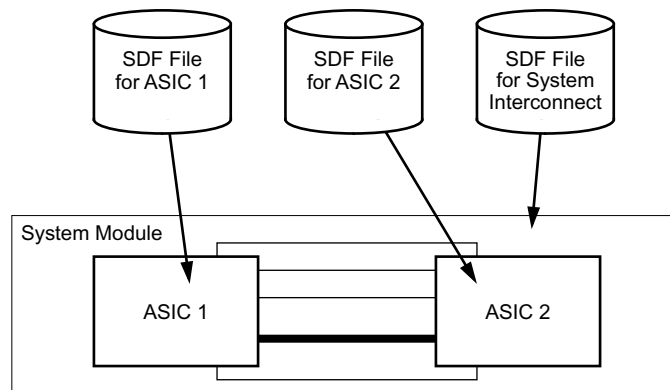 SDF File
for ASIC 1
SDF File
for ASIC 2
SDF File
for System
Interconnect
System Module
ASIC 1
ASIC 2